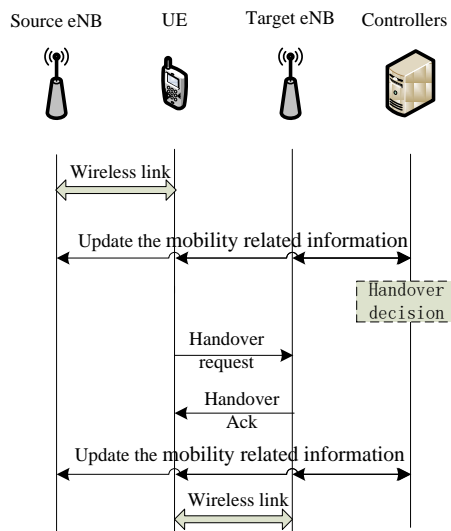 Source eNB UE Target eNB Controllers
Wireless link
Update the mobility related information
Handover
decision
Handover
request
Handover
Ack
Update the mobility related information
Wireless link